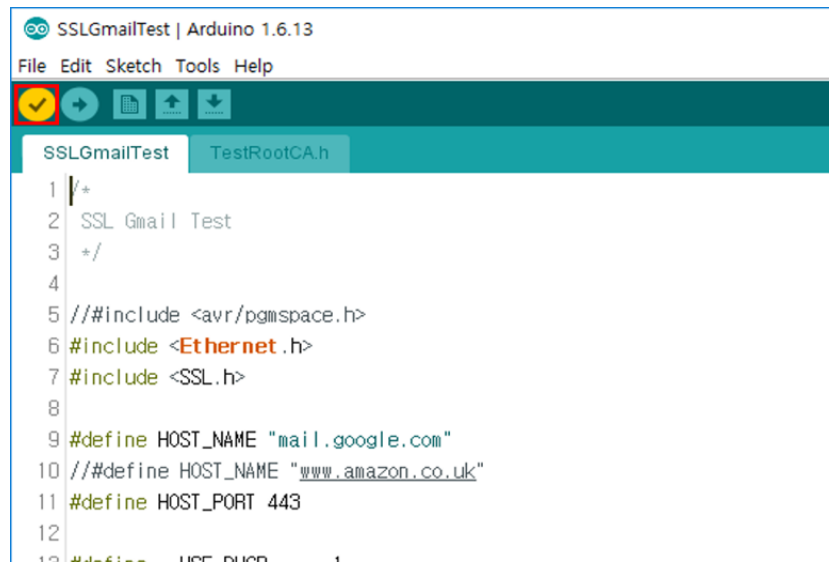 SSLGmailTest | Arduino 1.6.13
File Edit Sketch Tools Help
SSLGmailTest TestRootCA.h
1 /*
2 SSL Gmail Test
3 */
4
5 //#include <avr/pgmspace.h>
6 #include <Ethernet.h>
7 #include <SSL.h>
8
9 #define HOST_NAME "mail.google.com"
10 //#define HOST_NAME "www.amazon.co.uk"
11 #define HOST_PORT 443
12